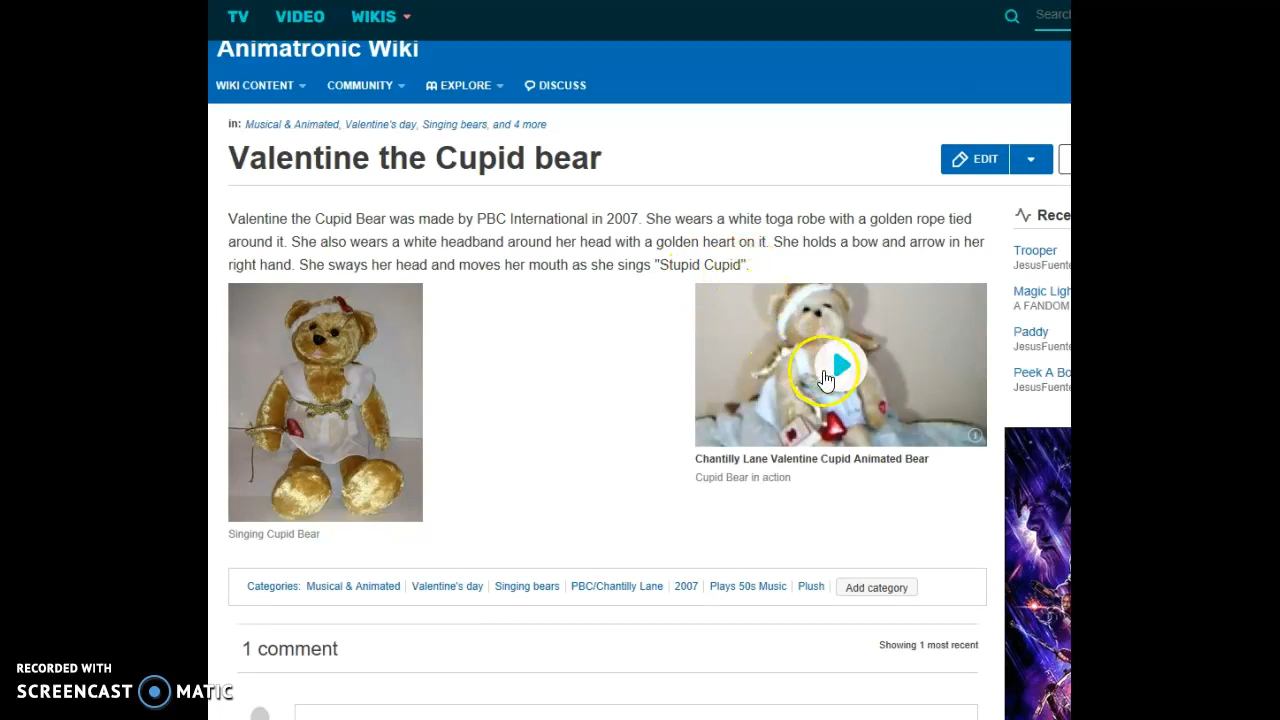 TV VIDEO WIKIS
Search
Animatronic Wiki
WIKI CONTENT COMMUNITY EXPLORE DISCUSS
in: Musical & Animated, Valentine's day, Singing bears, and 4 more
Valentine the Cupid bear
EDIT
Valentine the Cupid Bear was made by PBC International in 2007. She wears a white toga robe with a golden rope tied
around it. She also wears a white headband around her head with a golden heart on it. She holds a bow and arrow in her
right hand. She sways her head and moves her mouth as she sings "Stupid Cupid".
Singing Cupid Bear
Chantilly Lane Valentine Cupid Animated Bear
Cupid Bear in action
Rece
Trooper
JesusFuente
Magic Ligh
A FANDOM
Paddy
JesusFuente
Peek A Bo
JesusFuente
Categories: Musical & Animated Valentine's day Singing bears PBC/Chantilly Lane 2007 Plays 50s Music Plush Add category
1 comment
Showing 1 most recent
RECORDED WITH
SCREENCAST MATIC